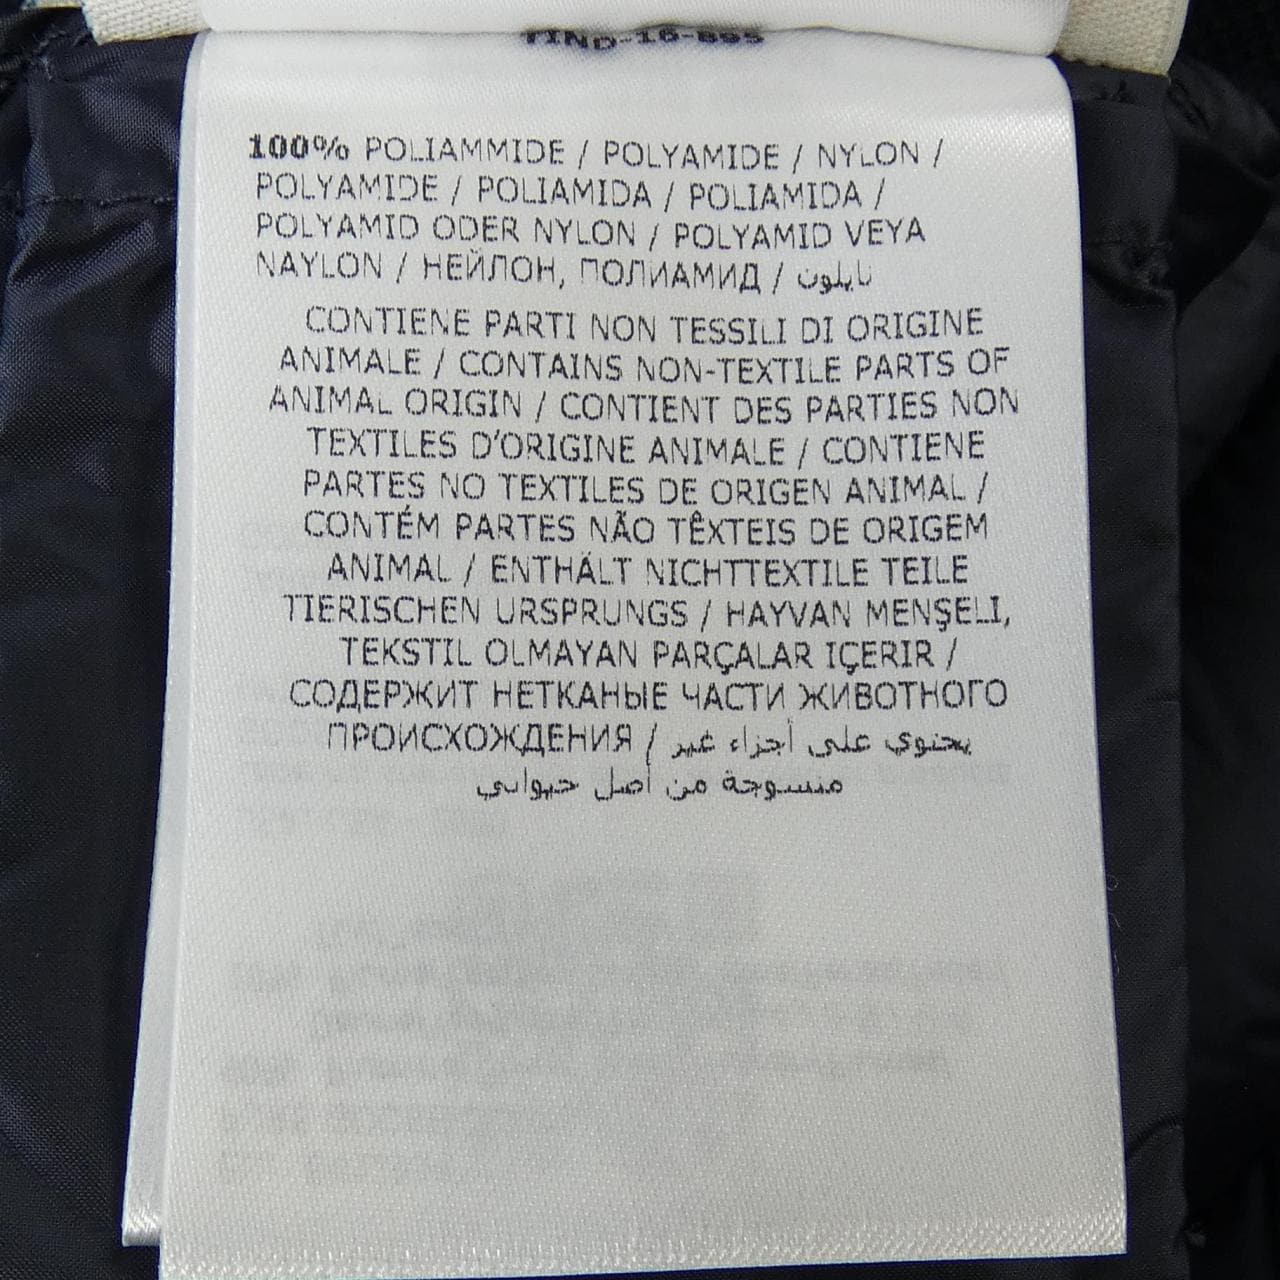 100% POLIAMMIDE / POLYAMIDE / NYLON /
POLYAMIDE / POLIAMIDA / POLIAMIDA /
POLYAMID ODER NYLON / POLYAMID VEYA
NAYLON / НЕЙЛОН, ПОЛИАМИД / نايلون
CONTIENE PARTI NON TESSILI DI ORIGINE
ANIMALE / CONTAINS NON-TEXTILE PARTS OF
ANIMAL ORIGIN / CONTIENT DES PARTIES NON
TEXTILES D'ORIGINE ANIMALE / CONTIENE
PARTES NO TEXTILES DE ORIGEN ANIMAL /
CONTÉM PARTES NÃO TÊXTEIS DE ORIGEM
ANIMAL / ENTHÄLT NICHTTEXTILE TEILE
TIERISCHEN URSPRUNGS / HAYVAN MENŞELI,
TEKSTIL OLMAYAN PARÇALAR IÇERIR /
СОДЕРЖИТ НЕТКАНЫЕ ЧАСТИ ЖИВОТНОГО
ПРОИСХОЖДЕНИЯ / يحتوي على أجزاء غير
منسوجة من أصل حيواني